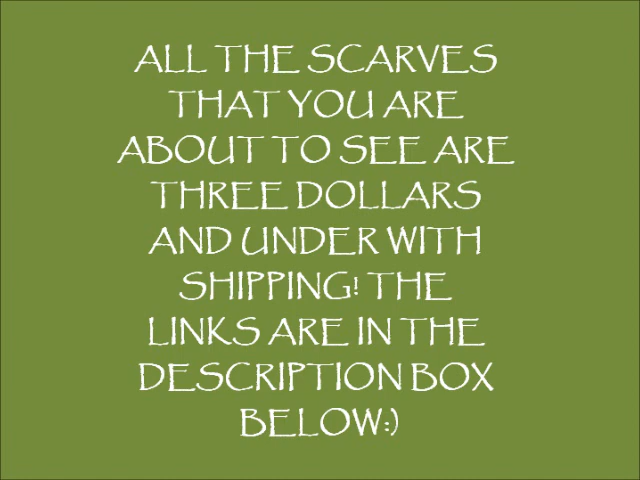 ALL THE SCARVES
THAT YOU ARE
ABOUT TO SEE ARE
THREE DOLLARS
AND UNDER WITH
SHIPPING! THE
LINKS ARE IN THE
DESCRIPTION BOX
BELOW:)